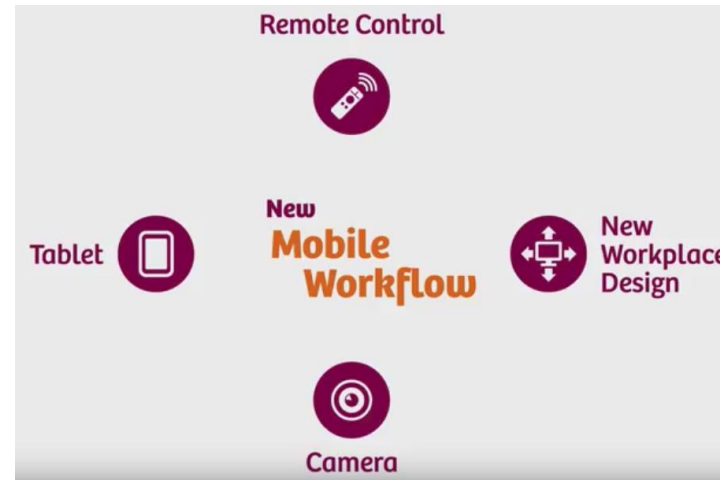 Remote Control
New
Mobile
Workflow
Tablet
New
Workplace
Design
Camera